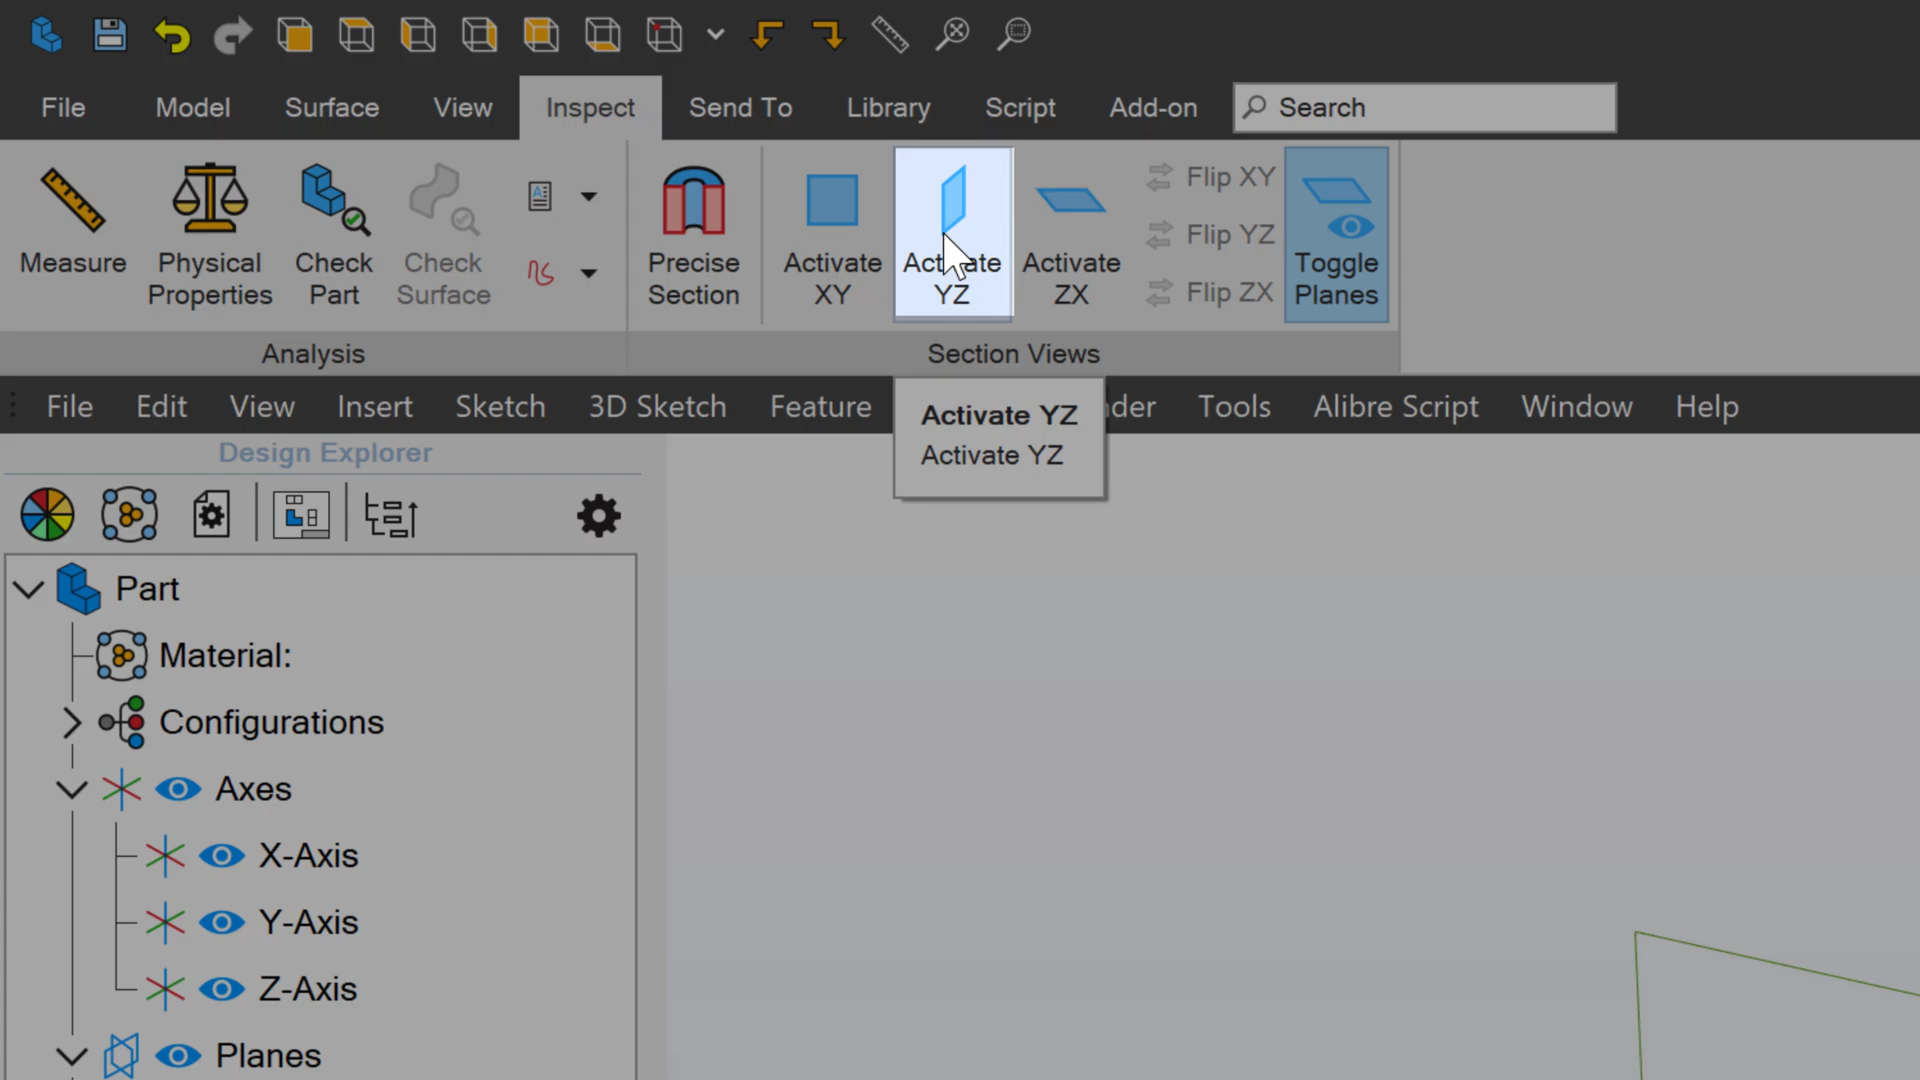 File Model Surface View Inspect Send To Library Script Add-on Search
Measure
Physical
Properties
Check
Part
Check
Surface
Precise
Section
Activate
XY
Activate
YZ
Activate
ZX
Flip XY
Flip YZ
Flip ZX
Toggle
Planes
Analysis
Section Views
File Edit View Insert Sketch 3D Sketch Feature der Tools Alibre Script Window Help
Activate YZ
Activate YZ
Design Explorer
Part
Material:
Configurations
Axes
X-Axis
Y-Axis
Z-Axis
Planes